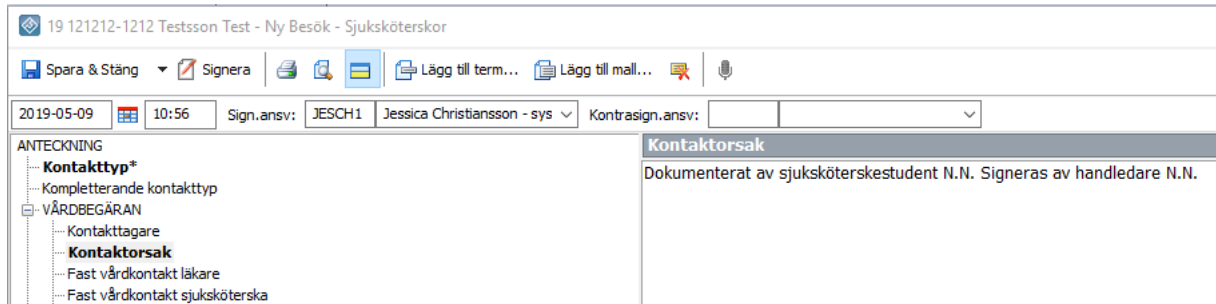 19 121212-1212 Testsson Test - Ny Besök - Sjuksköterskor
Spara & Stäng Signera Lägg till term... Lägg till mall...
2019-05-09 10:56 Sign.ansv: JESCH1 Jessica Christiansson - sys Kontrasign.ansv:
ANTECKNING
Kontakttyp*
Kompletterande kontakttyp
VÅRDBEGÄRAN
Kontakttagare
Kontaktorsak
Fast vårdkontakt läkare
Fast vårdkontakt sjuksköterska
Kontaktorsak
Dokumenterat av sjuksköterskestudent N.N. Signeras av handledare N.N.